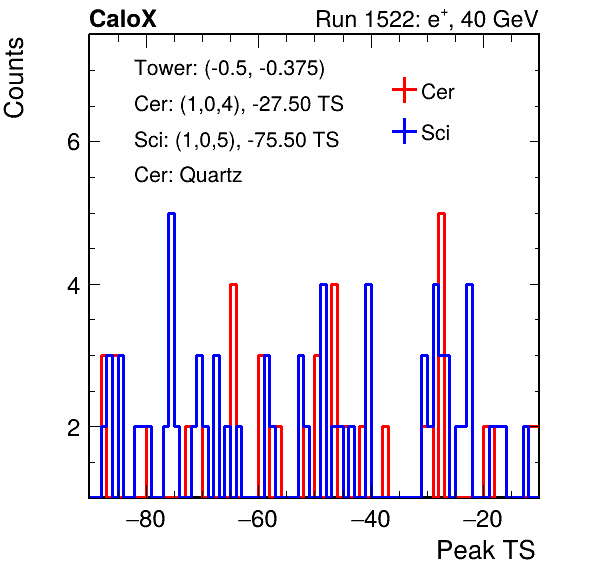 CaloX Run 1522: e+, 40 GeV
Counts
Tower: (-0.5, -0.375)
Cer: (1,0,4), -27.50 TS
Sci: (1,0,5), -75.50 TS
Cer: Quartz
Cer
Sci
6
4
2
−80 −60 −40 −20
Peak TS